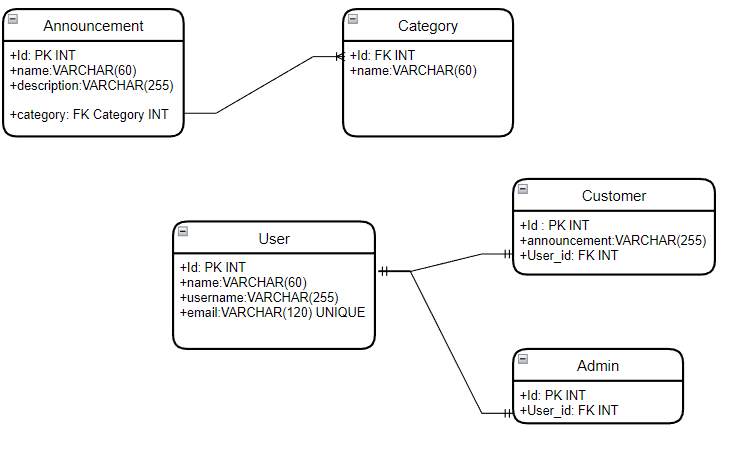 Announcement
+Id: PK INT
+name:VARCHAR(60)
+description:VARCHAR(255)
+category: FK Category INT
Category
+Id: FK INT
+name:VARCHAR(60)
User
+Id: PK INT
+name:VARCHAR(60)
+username:VARCHAR(255)
+email:VARCHAR(120) UNIQUE
Customer
+Id : PK INT
+announcement:VARCHAR(255)
+User_id: FK INT
Admin
+Id: PK INT
+User_id: FK INT